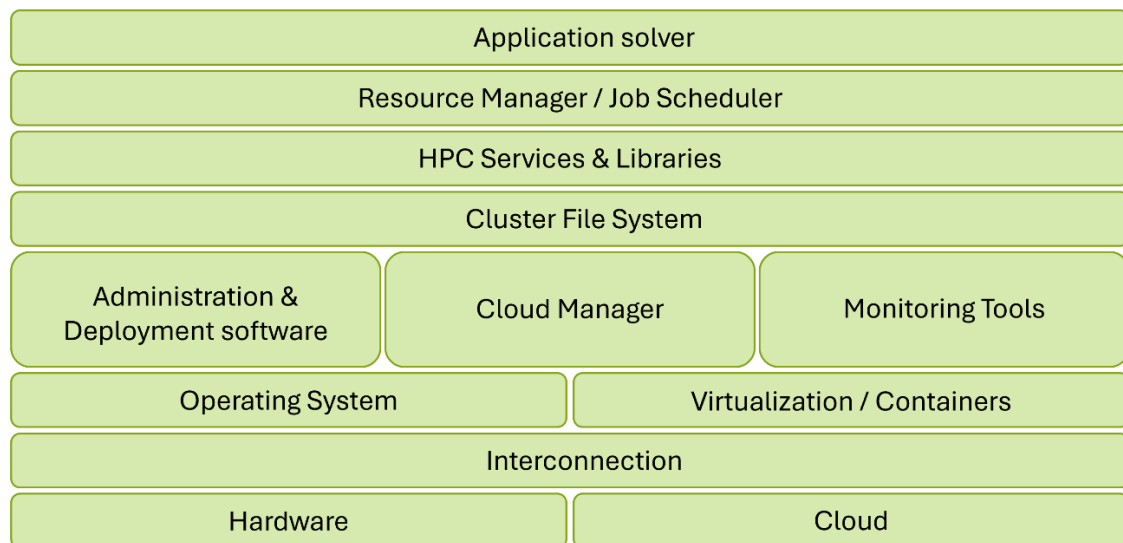 Application solver
Resource Manager / Job Scheduler
HPC Services & Libraries
Cluster File System
Administration &
Deployment software
Cloud Manager
Monitoring Tools
Operating System
Virtualization / Containers
Interconnection
Hardware
Cloud